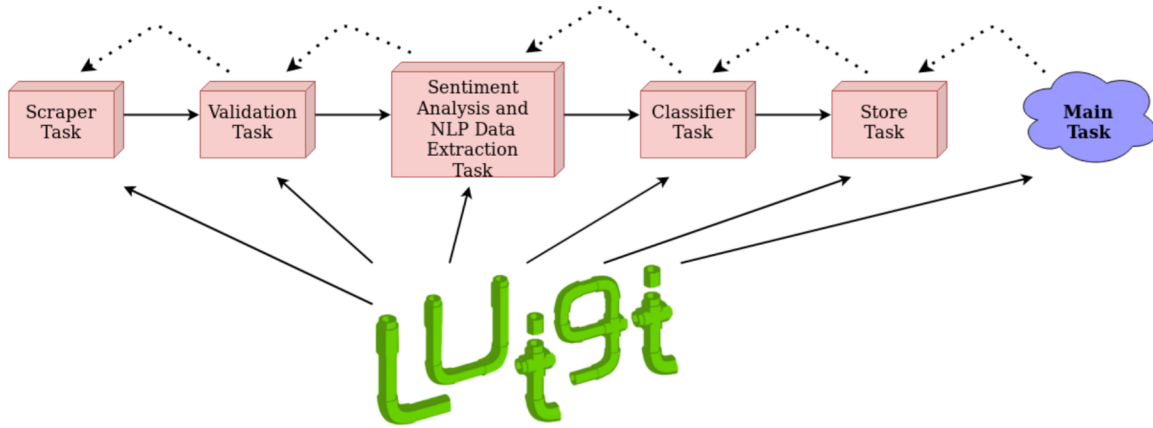 Scraper
Task
Validation
Task
Sentiment
Analysis and
NLP Data
Extraction
Task
Classifier
Task
Store
Task
Main
Task
Luigi